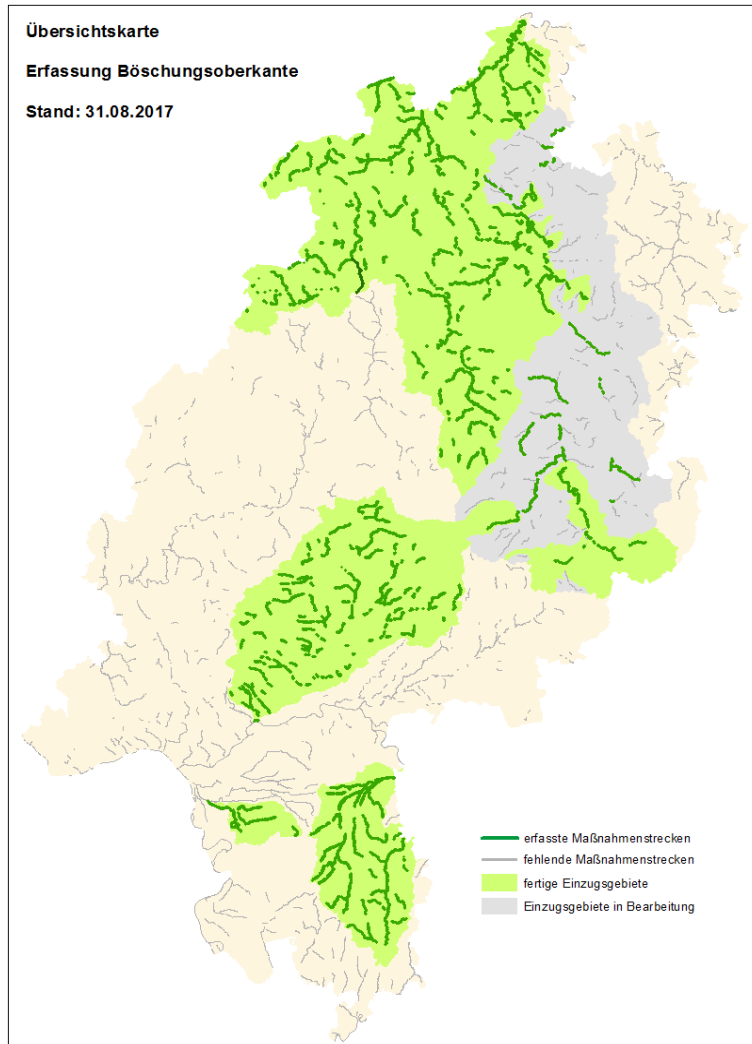 Übersichtskarte
Erfassung Böschungsoberkante
Stand: 31.08.2017
erfasste Maßnahmenstrecken
fehlende Maßnahmenstrecken
fertige Einzugsgebiete
Einzugsgebiete in Bearbeitung